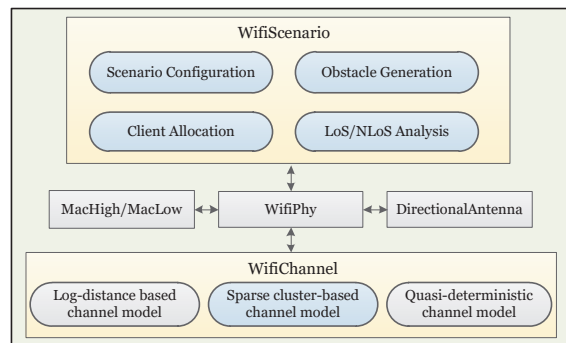 WifiScenario
Scenario Configuration
Obstacle Generation
Client Allocation
LoS/NLoS Analysis
MacHigh/MacLow
WifiPhy
DirectionalAntenna
WifiChannel
Log-distance based
channel model
Sparse cluster-based
channel model
Quasi-deterministic
channel model